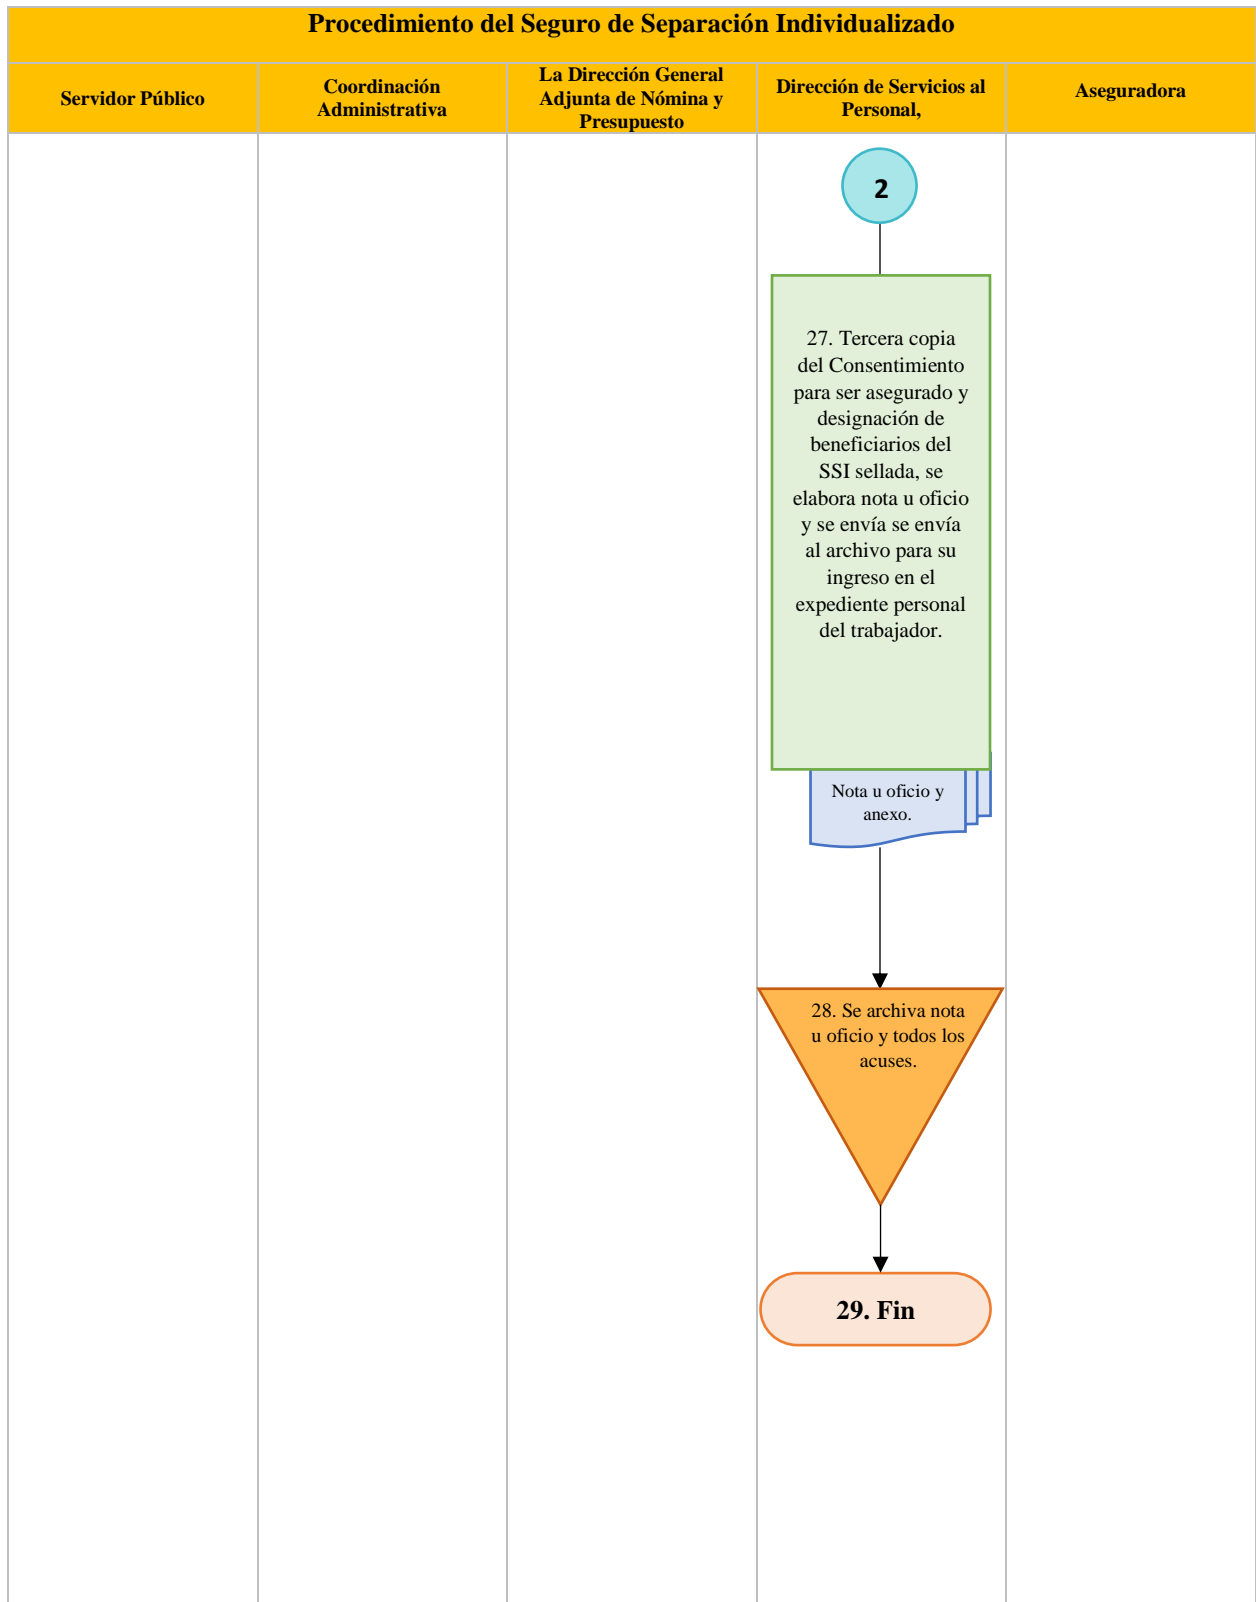 Procedimiento del Seguro de Separación Individualizado
Servidor Público
Coordinación
Administrativa
La Dirección General
Adjunta de Nómina y
Presupuesto
Dirección de Servicios al
Personal,
Aseguradora
2
27. Tercera copia
del Consentimiento
para ser asegurado y
designación de
beneficiarios del
SSI sellada, se
elabora nota u oficio
y se envía se envía
al archivo para su
ingreso en el
expediente personal
del trabajador.
Nota u oficio y
anexo.
28. Se archiva nota
u oficio y todos los
acuses.
29. Fin